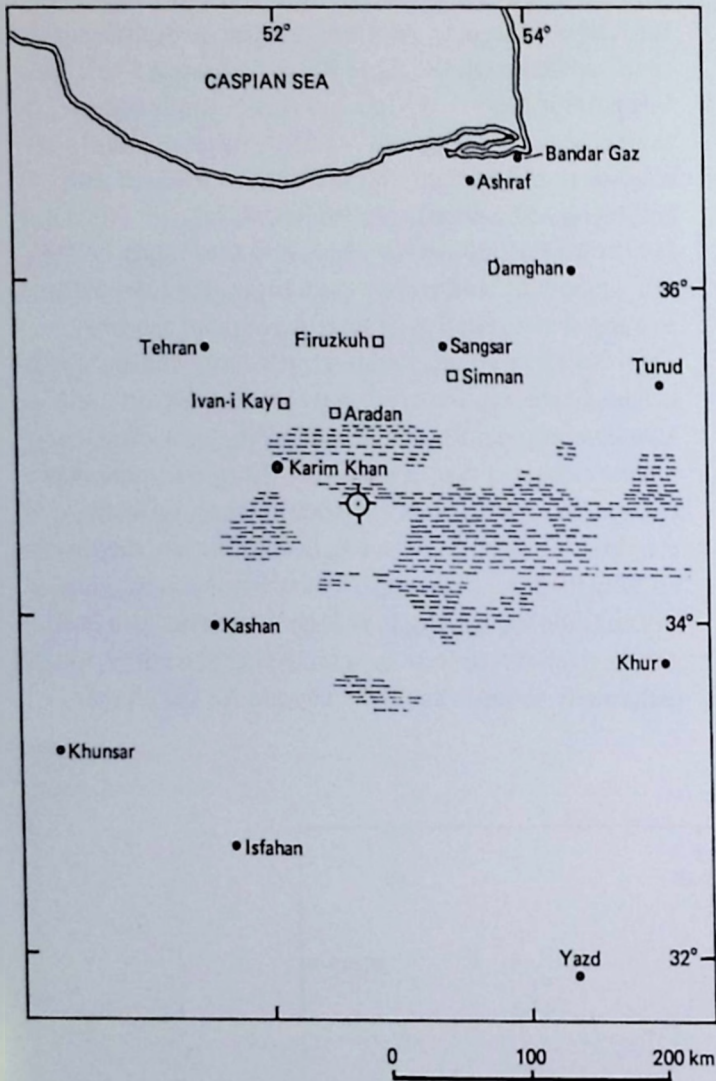 52° 54°
CASPIAN SEA
Bandar Gaz
Ashraf
Damghan
36°
Tehran Firuzkuh Sangsar
Simnan Turud
Ivan-i Kay Aradan
Karim Khan
34°
Kashan
Khur
Khunsar
Isfahan
32°
Yazd
0 100 200 km